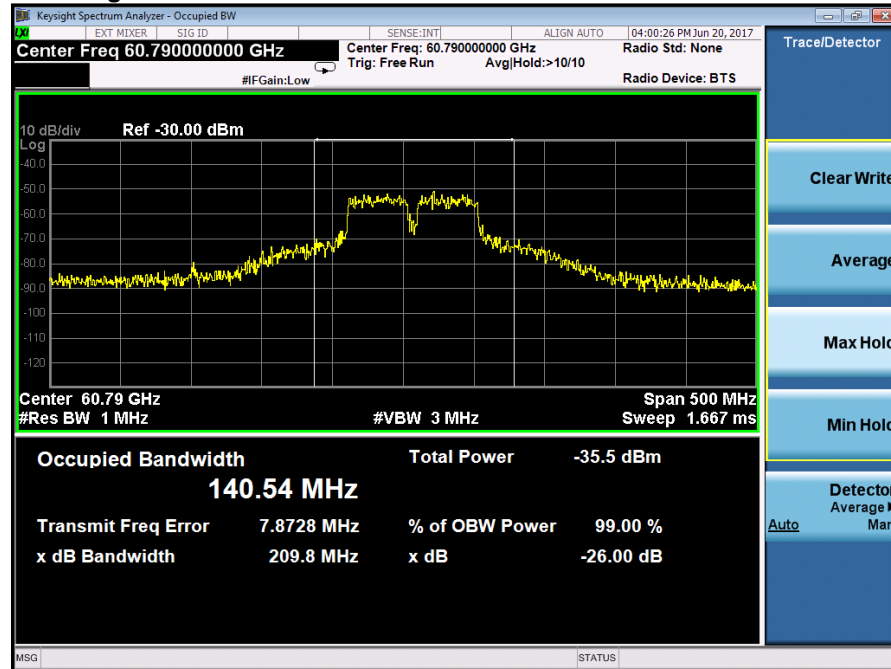 Keysight Spectrum Analyzer - Occupied BW
LXI EXT MIXER SIG ID SENSE:INT ALIGN AUTO 04:00:26 PM Jun 20, 2017
Center Freq 60.790000000 GHz
Center Freq: 60.790000000 GHz
Radio Std: None
Trig: Free Run Avg|Hold:>10/10
#IFGain:Low
Radio Device: BTS
Trace/Detector
10 dB/div Ref -30.00 dBm
Log
-40.0
-50.0
-60.0
-70.0
-80.0
-90.0
-100
-110
-120
Center 60.79 GHz Span 500 MHz
#Res BW 1 MHz #VBW 3 MHz Sweep 1.667 ms
Occupied Bandwidth Total Power -35.5 dBm
140.54 MHz
Transmit Freq Error 7.8728 MHz % of OBW Power 99.00 %
x dB Bandwidth 209.8 MHz x dB -26.00 dB
Clear Write
Average
Max Hold
Min Hold
Detector
Average
Auto Man
MSG STATUS